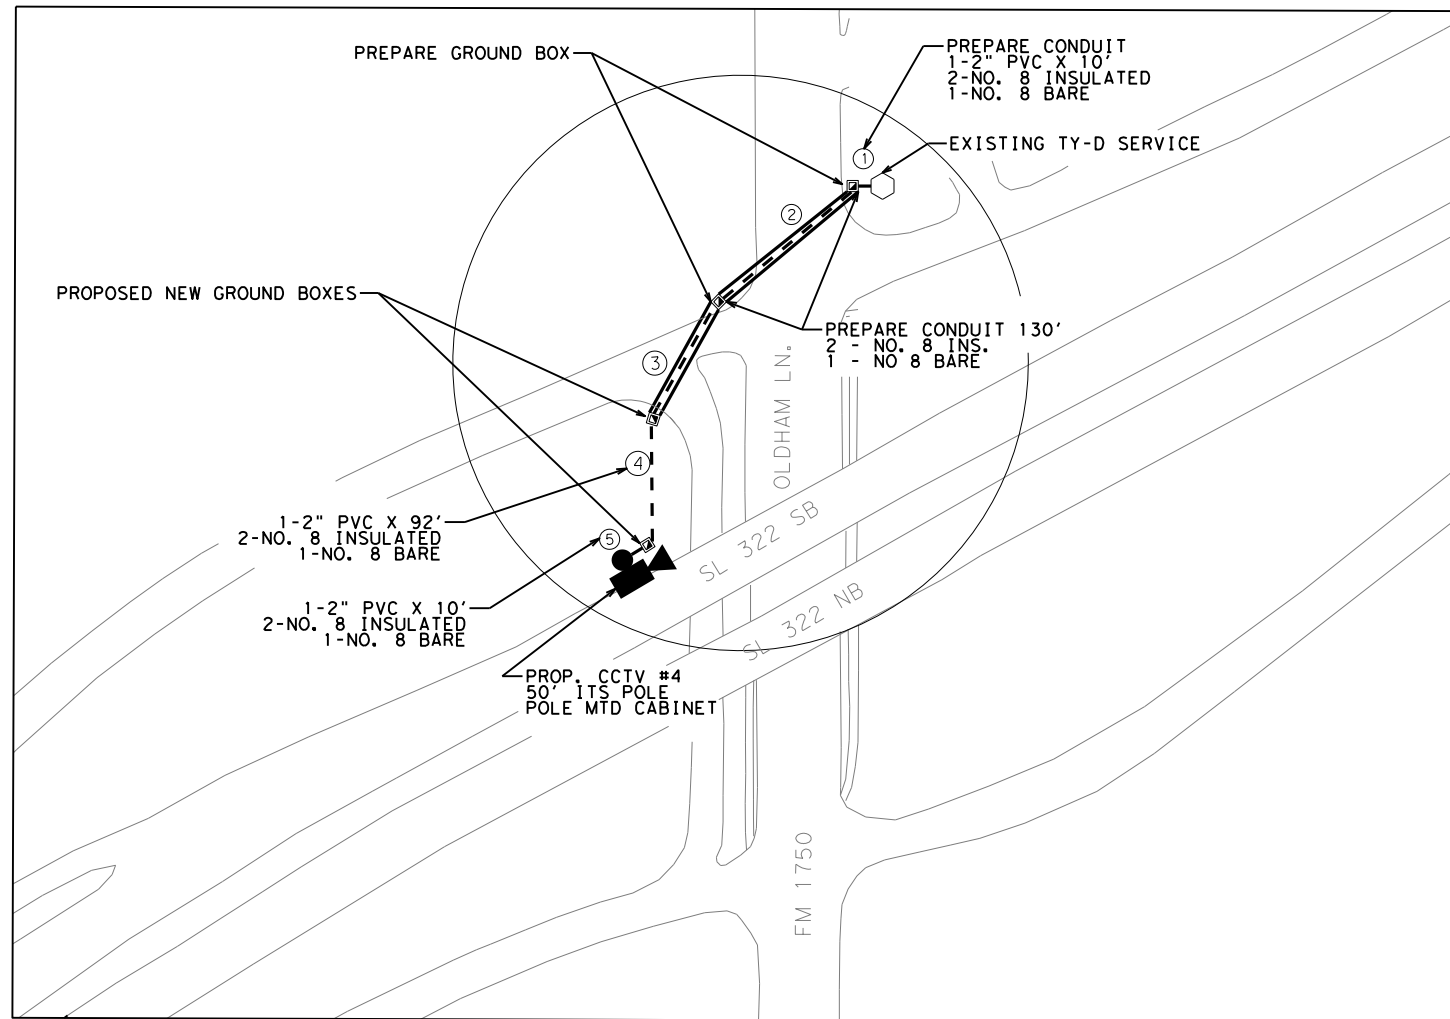 PREPARE GROUND BOX
PREPARE CONDUIT
1-2" PVC X 10'
2-NO. 8 INSULATED
1-NO. 8 BARE
1
EXISTING TY-D SERVICE
2
PROPOSED NEW GROUND BOXES
PREPARE CONDUIT 130'
2 - NO. 8 INS.
1 - NO 8 BARE
3
OLDHAM LN.
4
1-2" PVC X 92'
2-NO. 8 INSULATED
1-NO. 8 BARE
5
SL 322 SB
SL 322 NB
1-2" PVC X 10'
2-NO. 8 INSULATED
1-NO. 8 BARE
PROP. CCTV #4
50' ITS POLE
POLE MTD CABINET
FM 1750